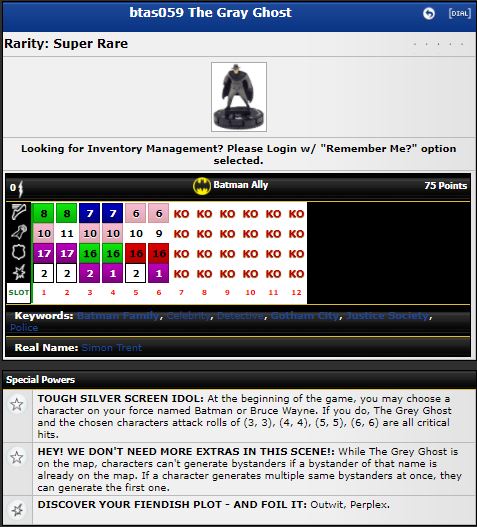 btas059 The Gray Ghost
[DIAL]
Rarity: Super Rare
Looking for Inventory Management? Please Login w/ "Remember Me?" option
selected.
0 Batman Ally 75 Points
8 8 7 7 6 6 KO KO KO KO KO KO
10 11 10 10 10 9 KO KO KO KO KO KO
17 17 16 16 16 16 KO KO KO KO KO KO
2 2 2 1 2 1 KO KO KO KO KO KO
SLOT 1 2 3 4 5 6 7 8 9 10 11 12
Keywords: Batman Family, Celebrity, Detective, Gotham City, Justice Society,
Police
Real Name: Simon Trent
Special Powers
TOUGH SILVER SCREEN IDOL: At the beginning of the game, you may choose a
character on your force named Batman or Bruce Wayne. If you do, The Grey Ghost
and the chosen characters attack rolls of (3, 3), (4, 4), (5, 5), (6, 6) are all critical
hits.
HEY! WE DON'T NEED MORE EXTRAS IN THIS SCENE!: While The Grey Ghost is
on the map, characters can't generate bystanders if a bystander of that name is
already on the map. If a character generates multiple same bystanders at once, they
can generate the first one.
DISCOVER YOUR FIENDISH PLOT - AND FOIL IT: Outwit, Perplex.